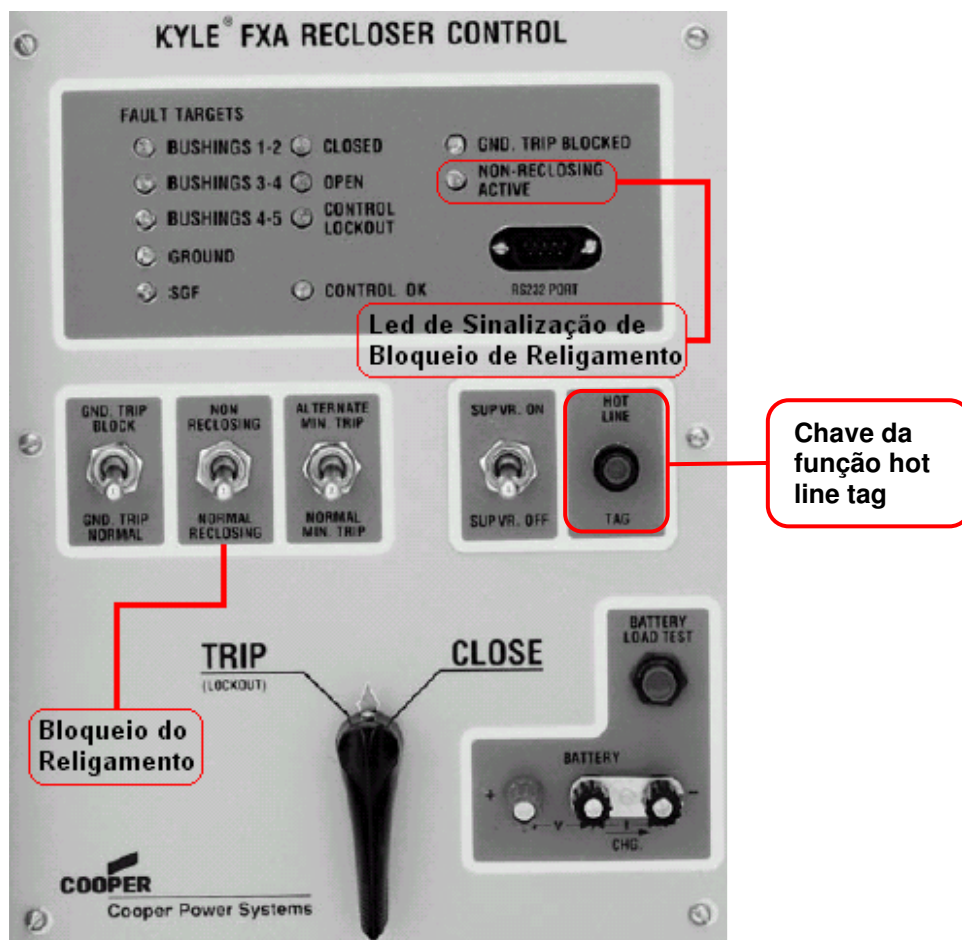 KYLE® FXA RECLOSER CONTROL
FAULT TARGETS
BUSHINGS 1-2
BUSHINGS 3-4
BUSHINGS 4-5
GROUND
SGF
CLOSED
OPEN
CONTROL
LOCKOUT
CONTROL OK
GND. TRIP BLOCKED
NON-RECLOSING
ACTIVE
RS232 PORT
Led de Sinalização de
Bloqueio de Religamento
GND. TRIP
BLOCK
GND. TRIP
NORMAL
NON
RECLOSING
NORMAL
RECLOSING
ALTERNATE
MIN. TRIP
NORMAL
MIN. TRIP
SUPVR. ON
SUPVR. OFF
HOT
LINE
TAG
Chave da
função hot
line tag
TRIP
(LOCKOUT)
CLOSE
Bloqueio do
Religamento
BATTERY
LOAD TEST
BATTERY
+
-
V
I
CHG.
COOPER
Cooper Power Systems